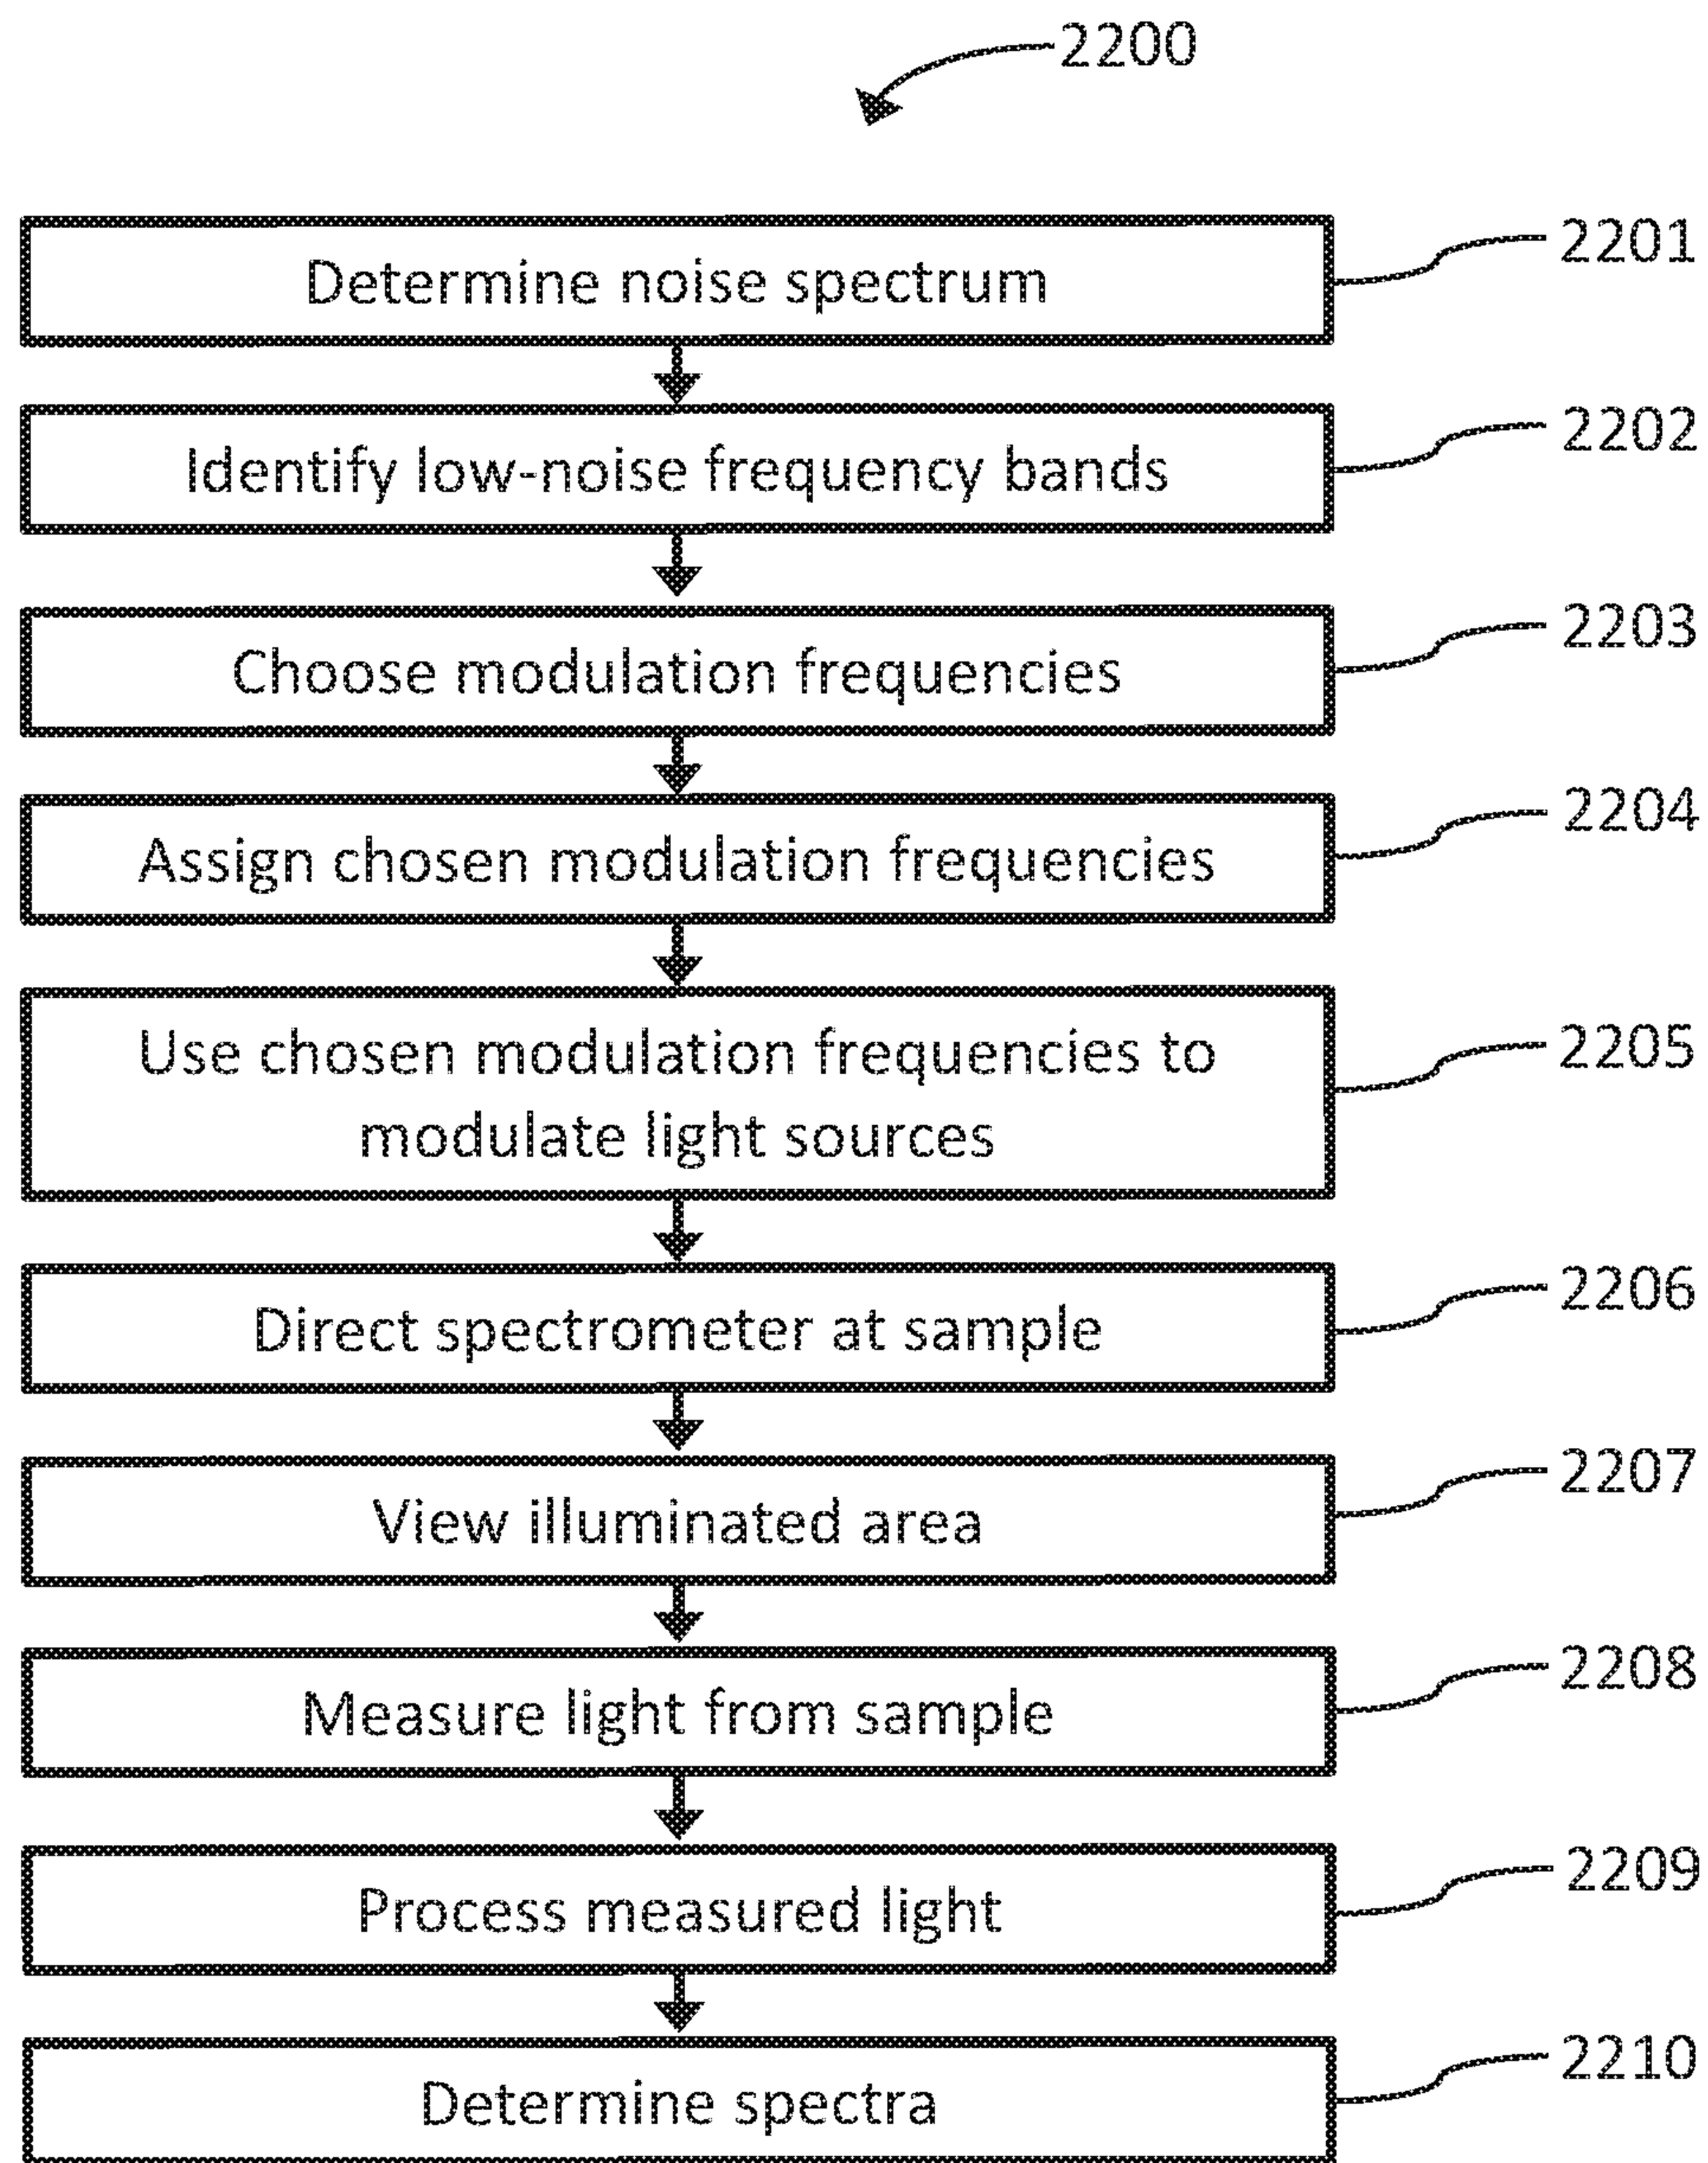 2200
Determine noise spectrum
2201
Identify low-noise frequency bands
2202
Choose modulation frequencies
2203
Assign chosen modulation frequencies
2204
Use chosen modulation frequencies to
modulate light sources
2205
Direct spectrometer at sample
2206
View illuminated area
2207
Measure light from sample
2208
Process measured light
2209
Determine spectra
2210